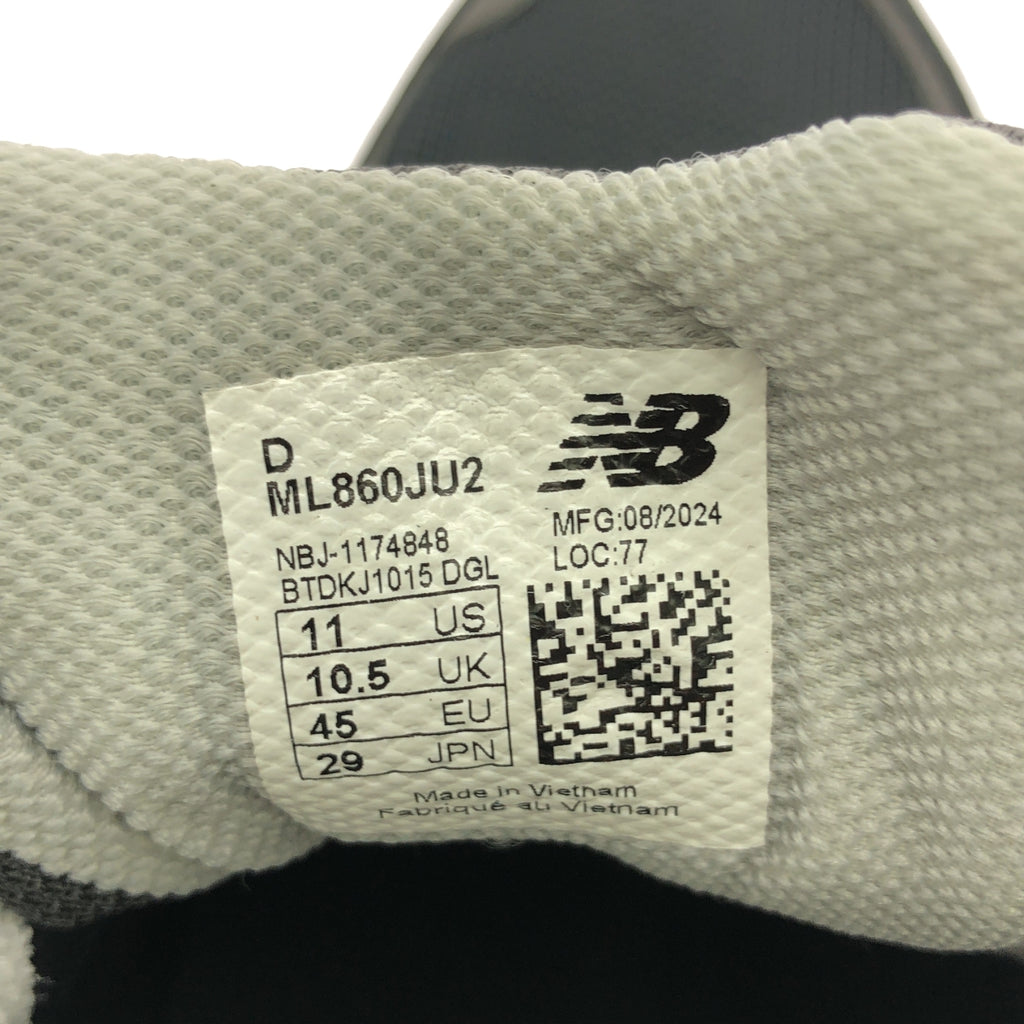 D
ML860JU2
NBJ-1174848
BTDKJ1015 DGL
11 US
10.5 UK
45 EU
29 JPN
NB
MFG:08/2024
LOC:77
Made in Vietnam
Fabriqué au Vietnam